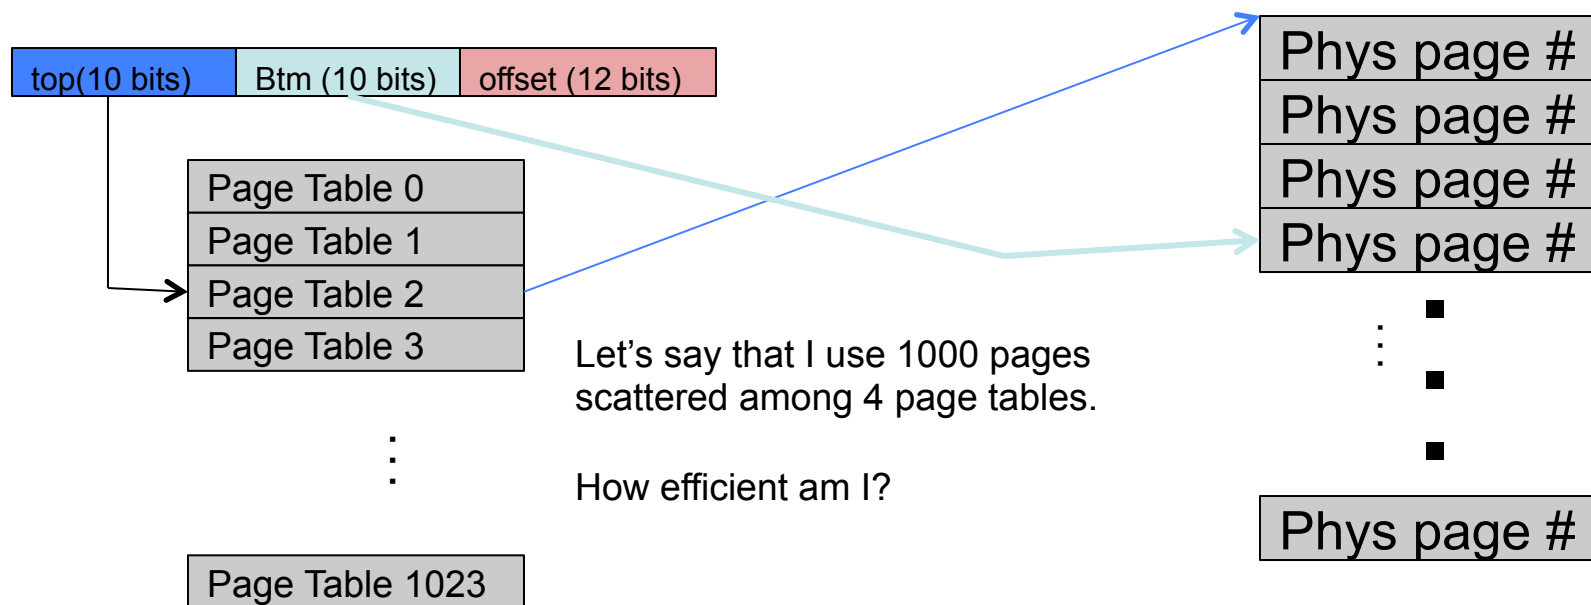 top(10 bits)
Btm (10 bits)
offset (12 bits)
Page Table 0
Page Table 1
Page Table 2
Page Table 3
Page Table 1023
Let’s say that I use 1000 pages
scattered among 4 page tables.
How efficient am I?
Phys page #
Phys page #
Phys page #
Phys page #
Phys page #